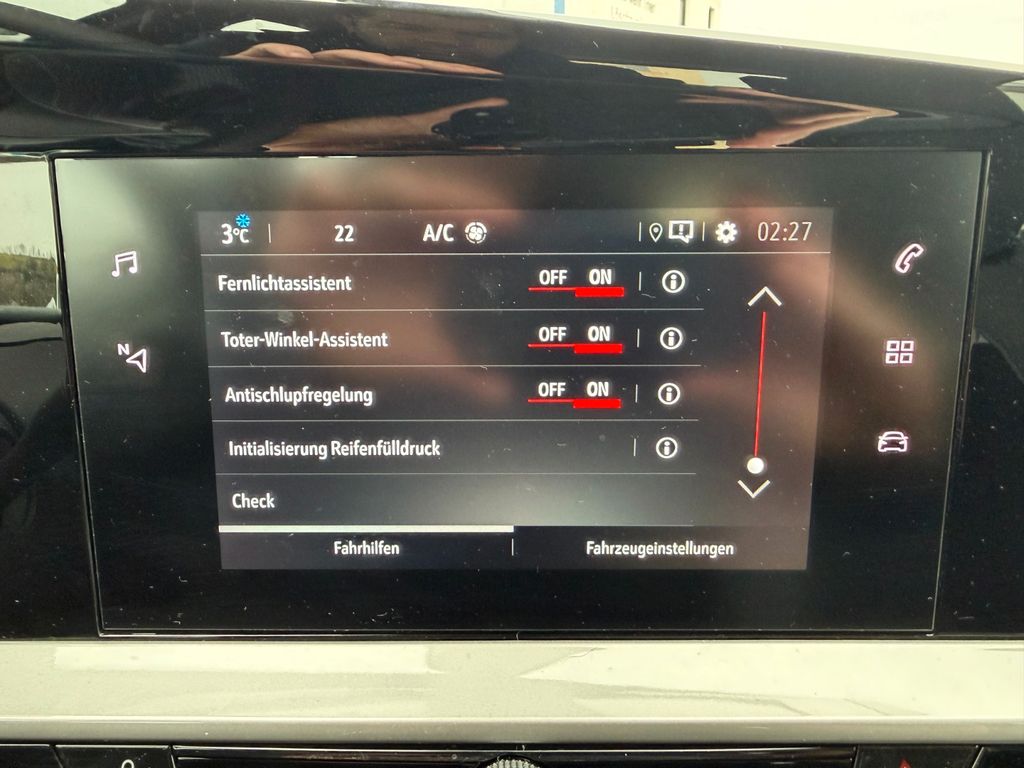 3°C 22 A/C 02:27
Fernlichtassistent OFF ON
Toter-Winkel-Assistent OFF ON
N
Antischlupfregelung OFF ON
Initialisierung Reifenfülldruck
Check
Fahrhilfen Fahrzeugeinstellungen